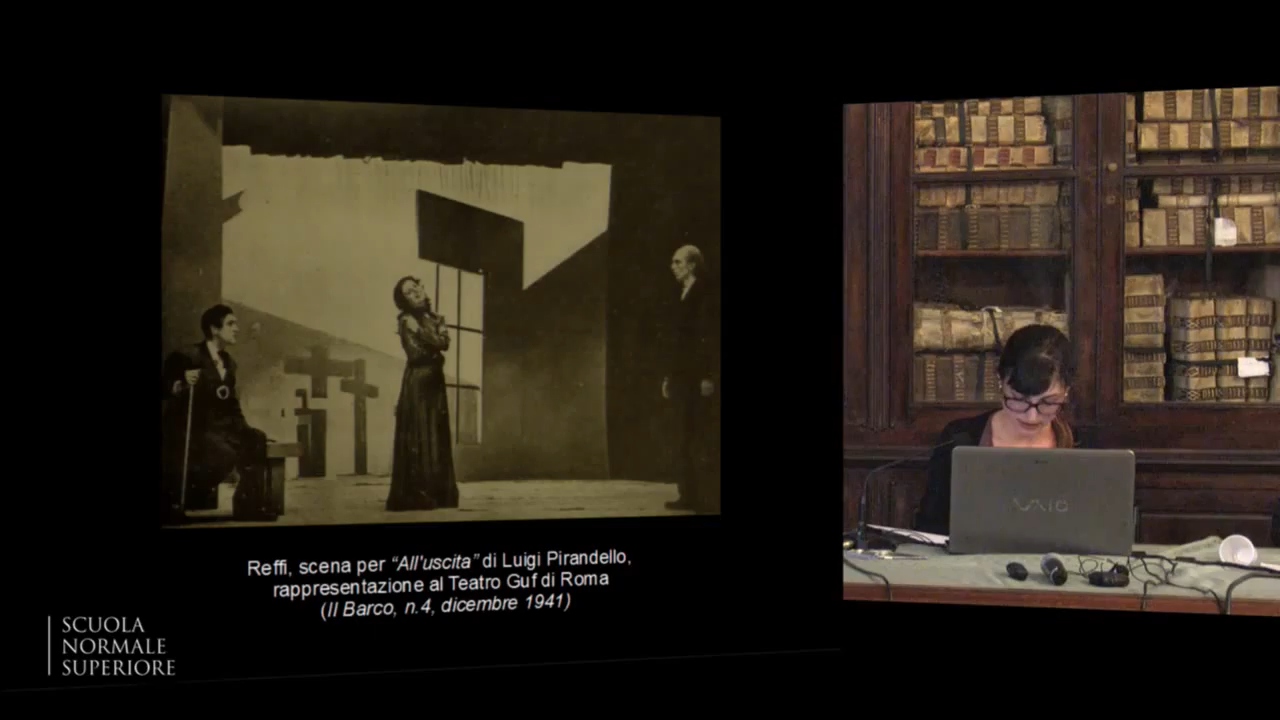 Reffi, scena per “All'uscita” di Luigi Pirandello,
rappresentazione al Teatro Guf di Roma
(Il Barco, n.4, dicembre 1941)
SCUOLA
NORMALE
SUPERIORE
VAIO